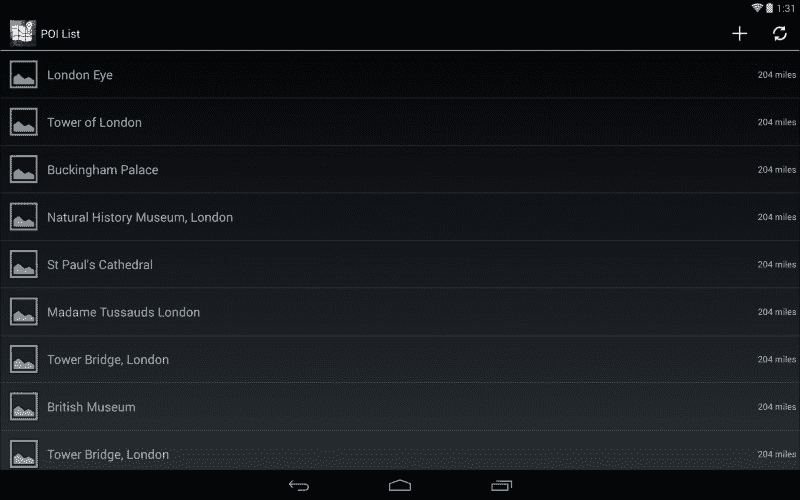 1:31
POI List
London Eye 204 miles
Tower of London 204 miles
Buckingham Palace 204 miles
Natural History Museum, London 204 miles
St Paul's Cathedral 204 miles
Madame Tussauds London 204 miles
Tower Bridge, London 204 miles
British Museum 204 miles
Tower Bridge, London 204 miles